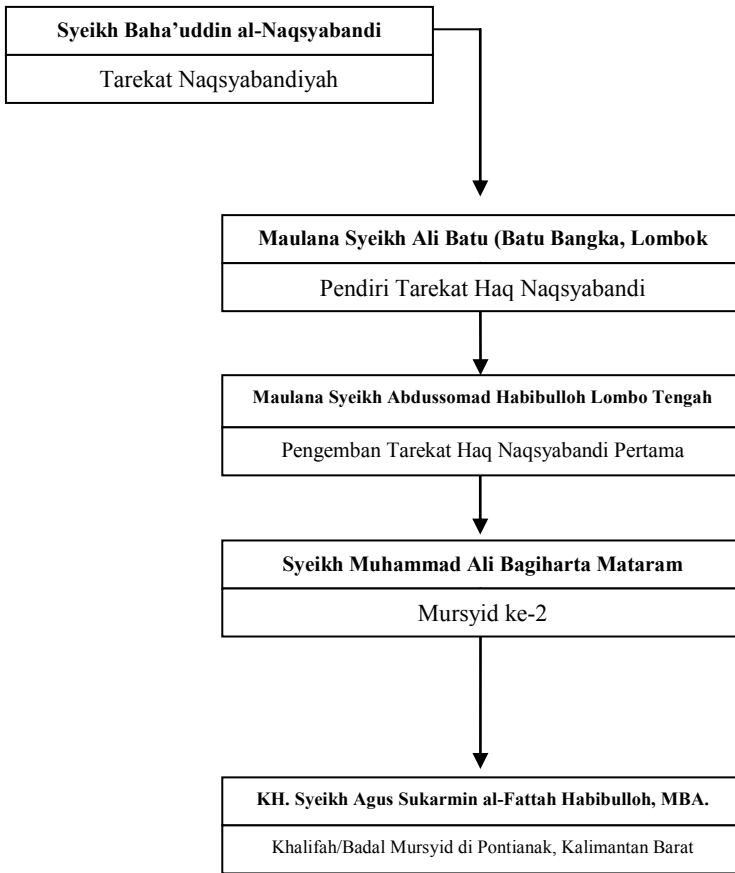 Syeikh Baha’uddin al-Naqsyabandi
Tarekat Naqsyabandiyah
Maulana Syeikh Ali Batu (Batu Bangka, Lombok
Pendiri Tarekat Haq Naqsyabandi
Maulana Syeikh Abdussomad Habibulloh Lombo Tengah
Pengemban Tarekat Haq Naqsyabandi Pertama
Syeikh Muhammad Ali Bagiharta Mataram
Mursyid ke-2
KH. Syeikh Agus Sukarmin al-Fattah Habibulloh, MBA.
Khalifah/Badal Mursyid di Pontianak, Kalimantan Barat